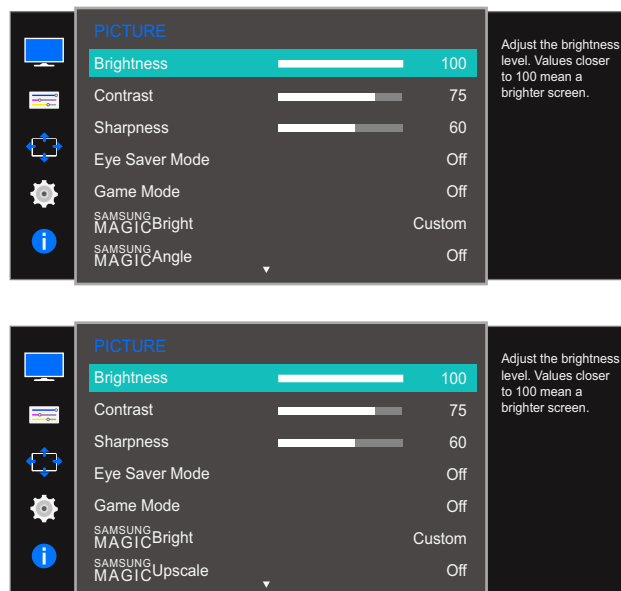 PICTURE
Brightness 100
Contrast 75
Sharpness 60
Eye Saver Mode Off
Game Mode Off
SAMSUNG
MAGICBright Custom
SAMSUNG
MAGICAngle Off
Adjust the brightness
level. Values closer
to 100 mean a
brighter screen.
PICTURE
Brightness 100
Contrast 75
Sharpness 60
Eye Saver Mode Off
Game Mode Off
SAMSUNG
MAGICBright Custom
SAMSUNG
MAGICUpscale Off
Adjust the brightness
level. Values closer
to 100 mean a
brighter screen.